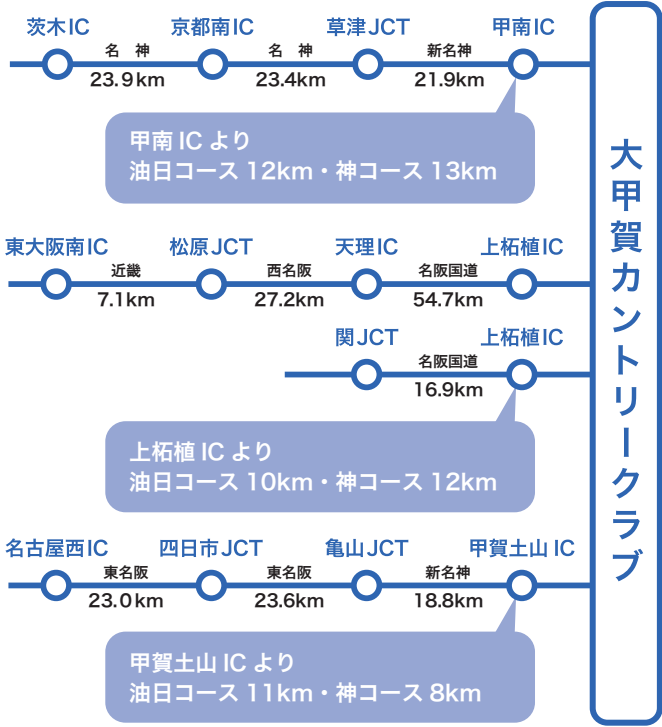 茨木IC 京都南IC 草津JCT 甲南IC
名 神 名 神 新名神
23.9km 23.4km 21.9km
甲南 IC より
油日コース 12km・神コース 13km
東大阪南IC 松原JCT 天理IC 上柘植IC
近畿 西名阪 名阪国道
7.1km 27.2km 54.7km
関JCT 上柘植IC
名阪国道
16.9km
上柘植 IC より
油日コース 10km・神コース 12km
名古屋西IC 四日市JCT 亀山JCT 甲賀土山 IC
東名阪 東名阪 新名神
23.0km 23.6km 18.8km
甲賀土山 IC より
油日コース 11km・神コース 8km
大甲賀カントリークラブ